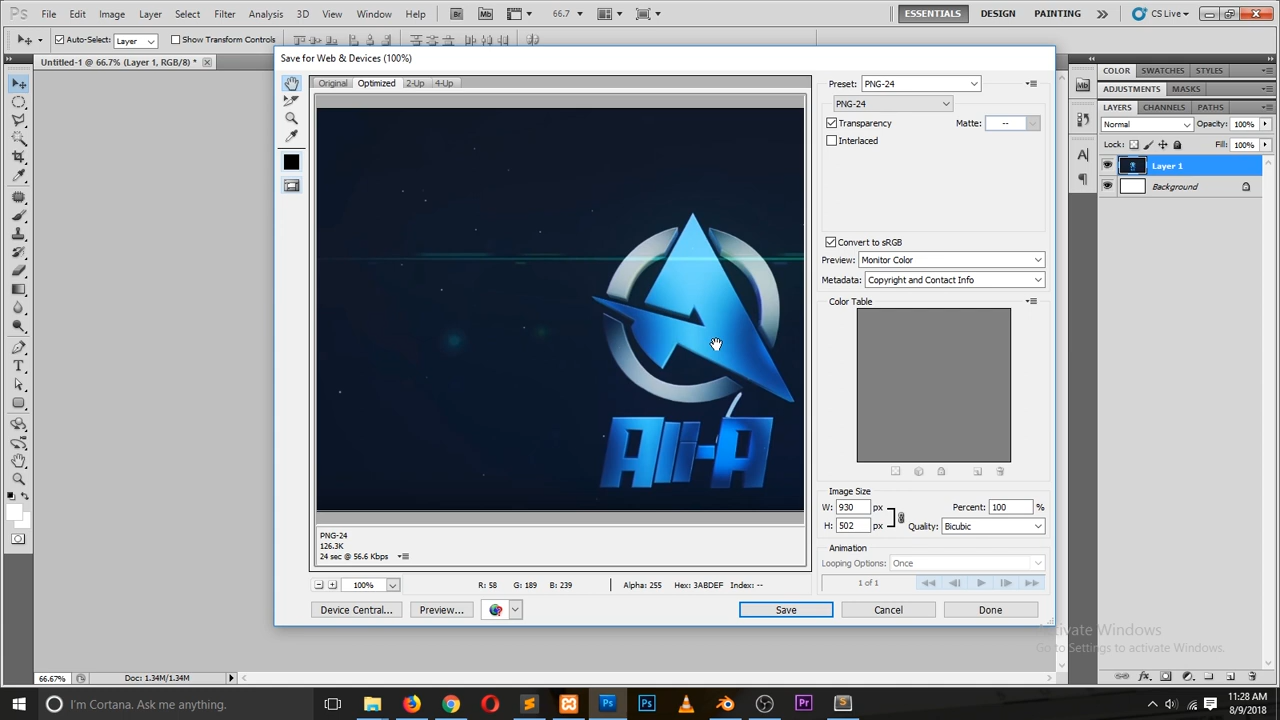 Ps
File
Edit
Image
Layer
Select
Filter
Analysis
3D
View
Window
Help
Br
Mb
66.7
ESSENTIALS
DESIGN
PAINTING
CS Live
Auto-Select:
Layer
Show Transform Controls
Untitled-1 @ 66.7% (Layer 1, RGB/8) *
Save for Web & Devices (100%)
Original
Optimized
2-Up
4-Up
Ali-A
PNG-24
126.3K
24 sec @ 56.6 Kbps
100%
R: 58
G: 189
B: 239
Alpha: 255
Hex: 3ABDEF
Index: --
Device Central...
Preview...
Save
Cancel
Done
Preset:
PNG-24
PNG-24
Transparency
Matte:
--
Interlaced
Convert to sRGB
Preview:
Monitor Color
Metadata:
Copyright and Contact Info
Color Table
Image Size
W:
930
px
Percent:
100
%
H:
502
px
Quality:
Bicubic
Animation
Looping Options:
Once
1 of 1
COLOR
SWATCHES
STYLES
ADJUSTMENTS
MASKS
LAYERS
CHANNELS
PATHS
Normal
Opacity:
100%
Lock:
Fill:
100%
Layer 1
Background
Activate Windows
Go to Settings to activate Windows.
66.67%
Doc: 1.34M/1.34M
I'm Cortana. Ask me anything.
Ps
Ps
Pr
11:28 AM
8/9/2018